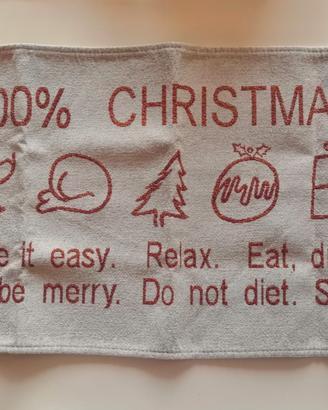 00% CHRISTMA
e it easy. Relax. Eat, d
be merry. Do not diet. S